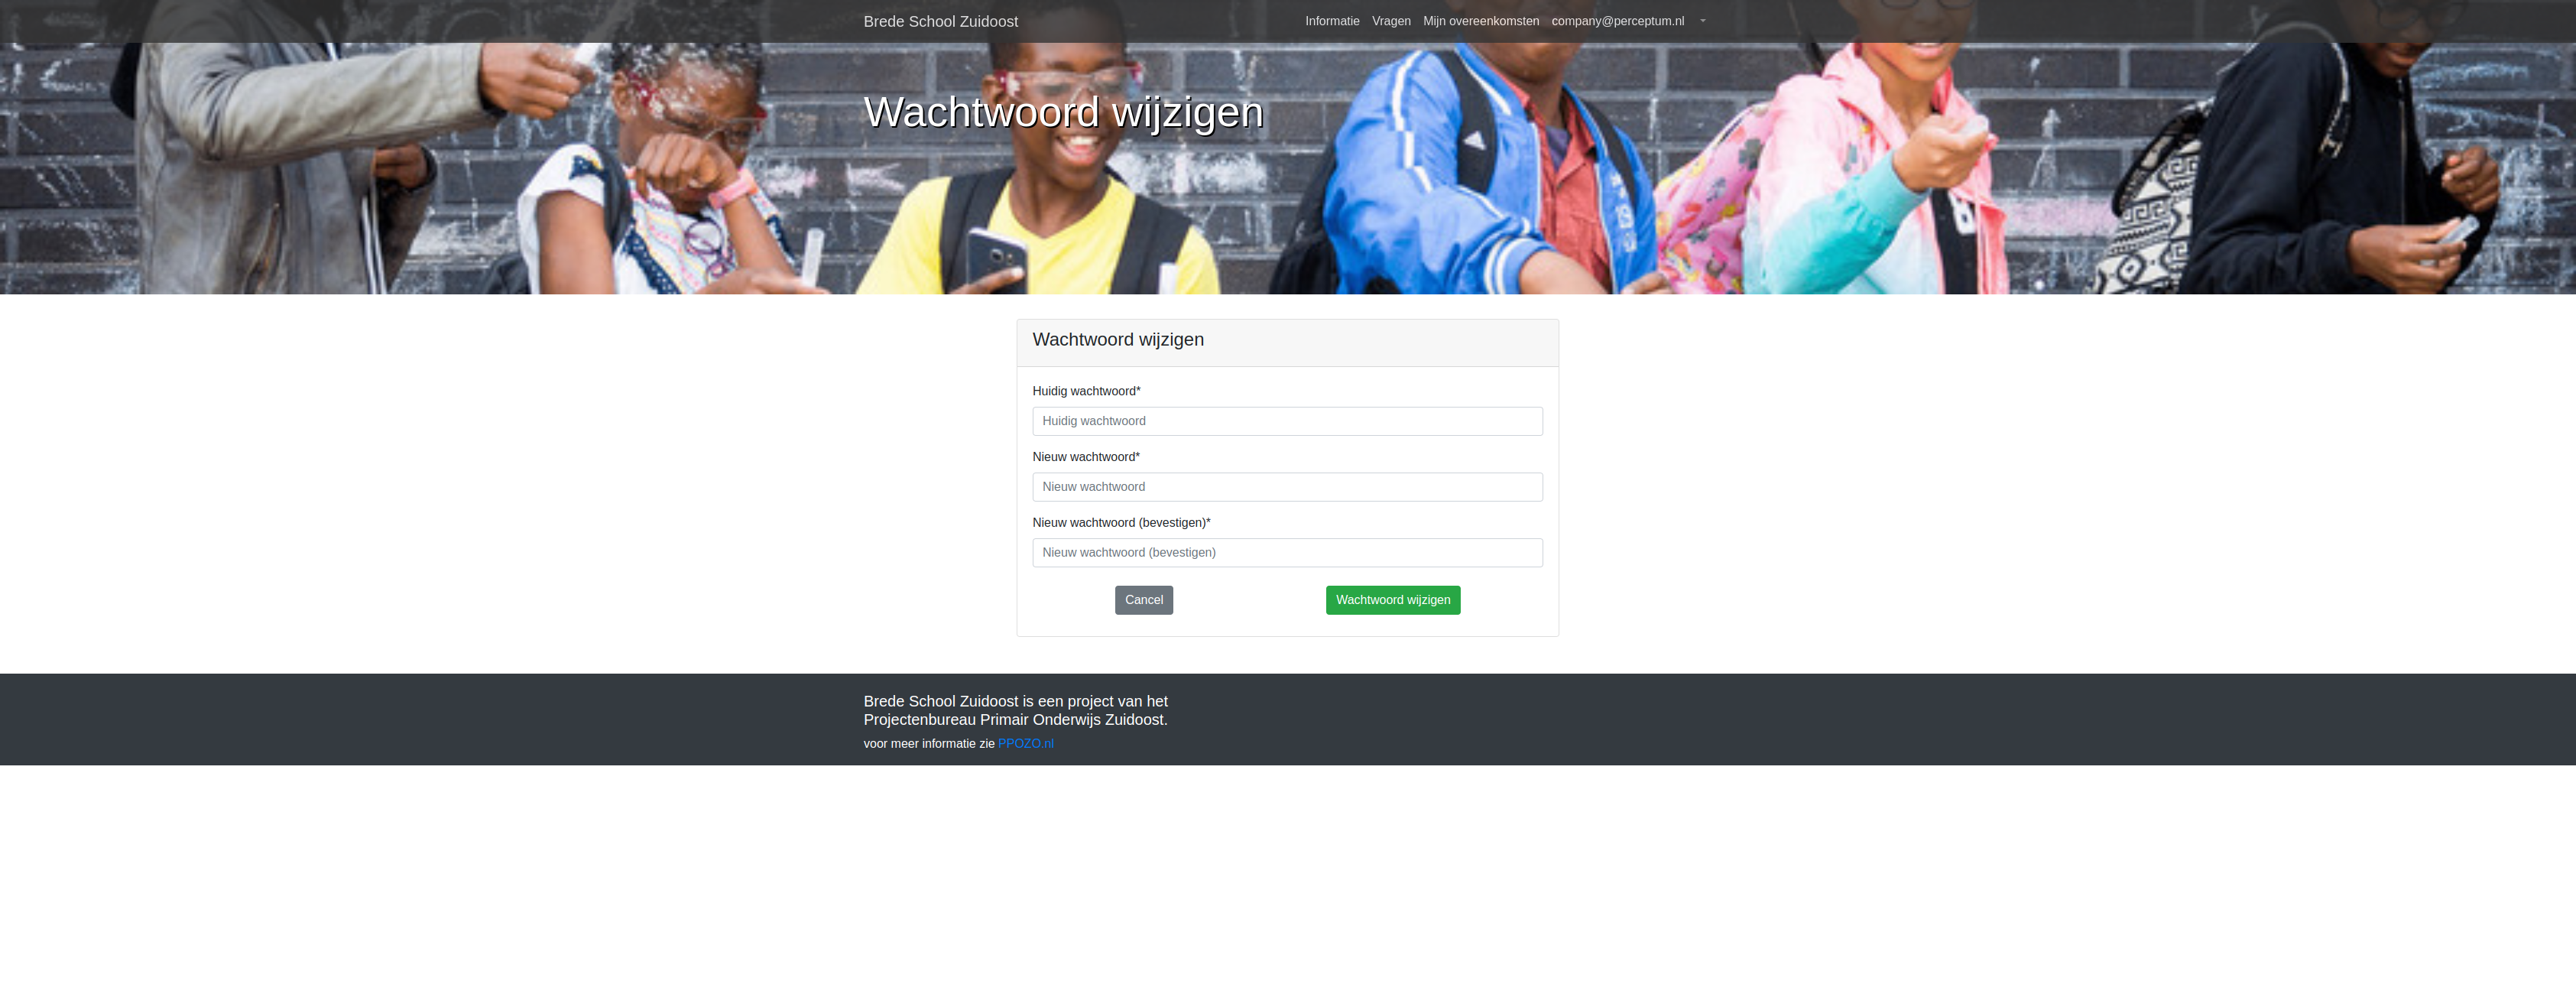 Brede School Zuidoost
Informatie Vragen Mijn overeenkomsten company@perceptum.nl
Wachtwoord wijzigen
Wachtwoord wijzigen
Huidig wachtwoord*
Huidig wachtwoord
Nieuw wachtwoord*
Nieuw wachtwoord
Nieuw wachtwoord (bevestigen)*
Nieuw wachtwoord (bevestigen)
Cancel Wachtwoord wijzigen
Brede School Zuidoost is een project van het
Projectenbureau Primair Onderwijs Zuidoost.
voor meer informatie zie PPOZO.nl